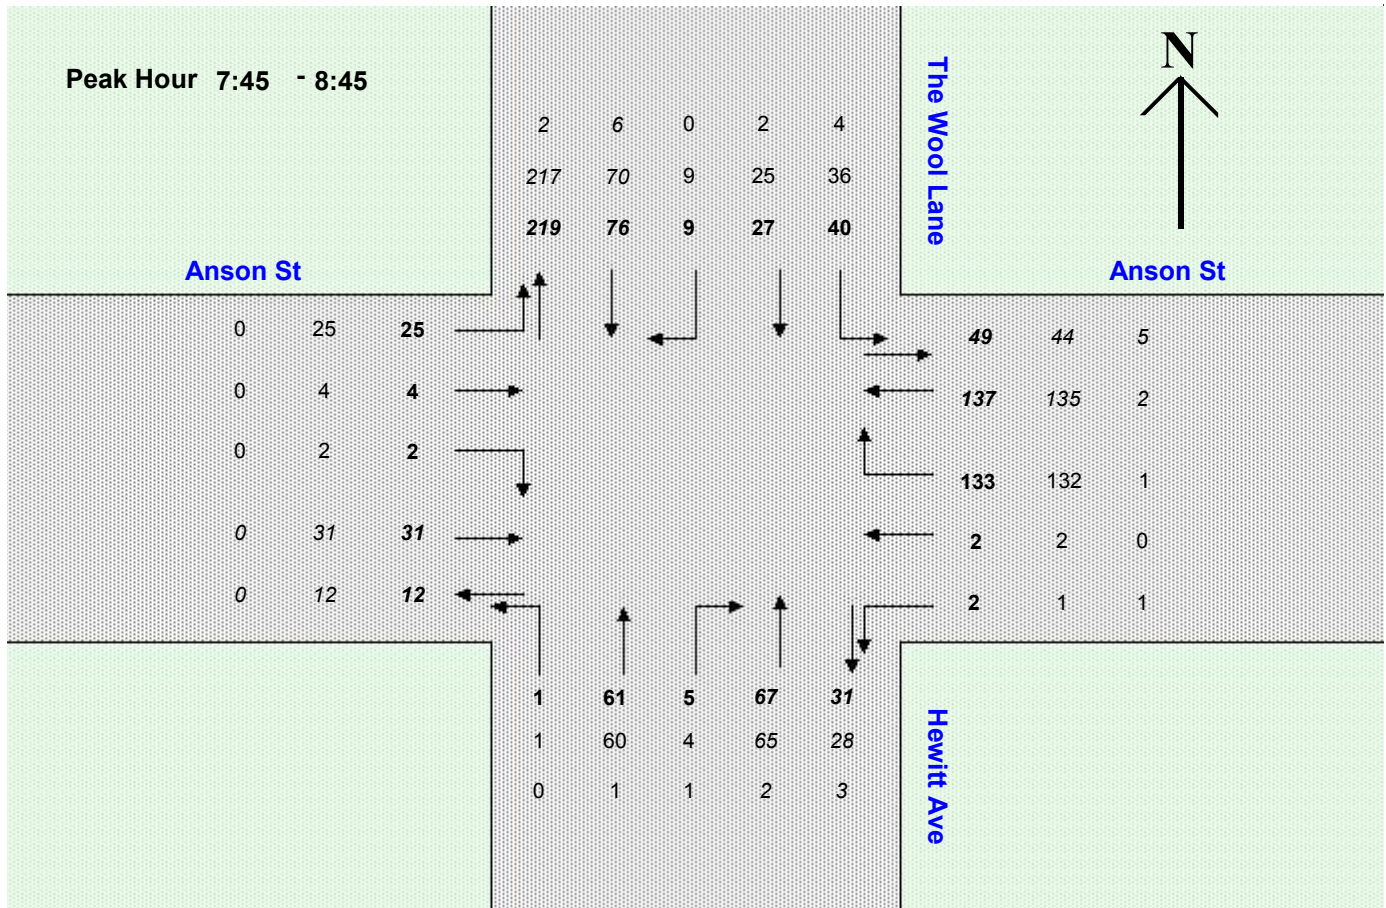 Peak Hour 7:45 - 8:45
N
The Wool Lane
2 6 0 2 4
217 70 9 25 36
219 76 9 27 40
Anson St
Anson St
0 25 25
49 44 5
0 4 4
137 135 2
0 2 2
133 132 1
0 31 31
2 2 0
0 12 12
2 1 1
1 61 5 67 31
1 60 4 65 28
0 1 1 2 3
Hewitt Ave